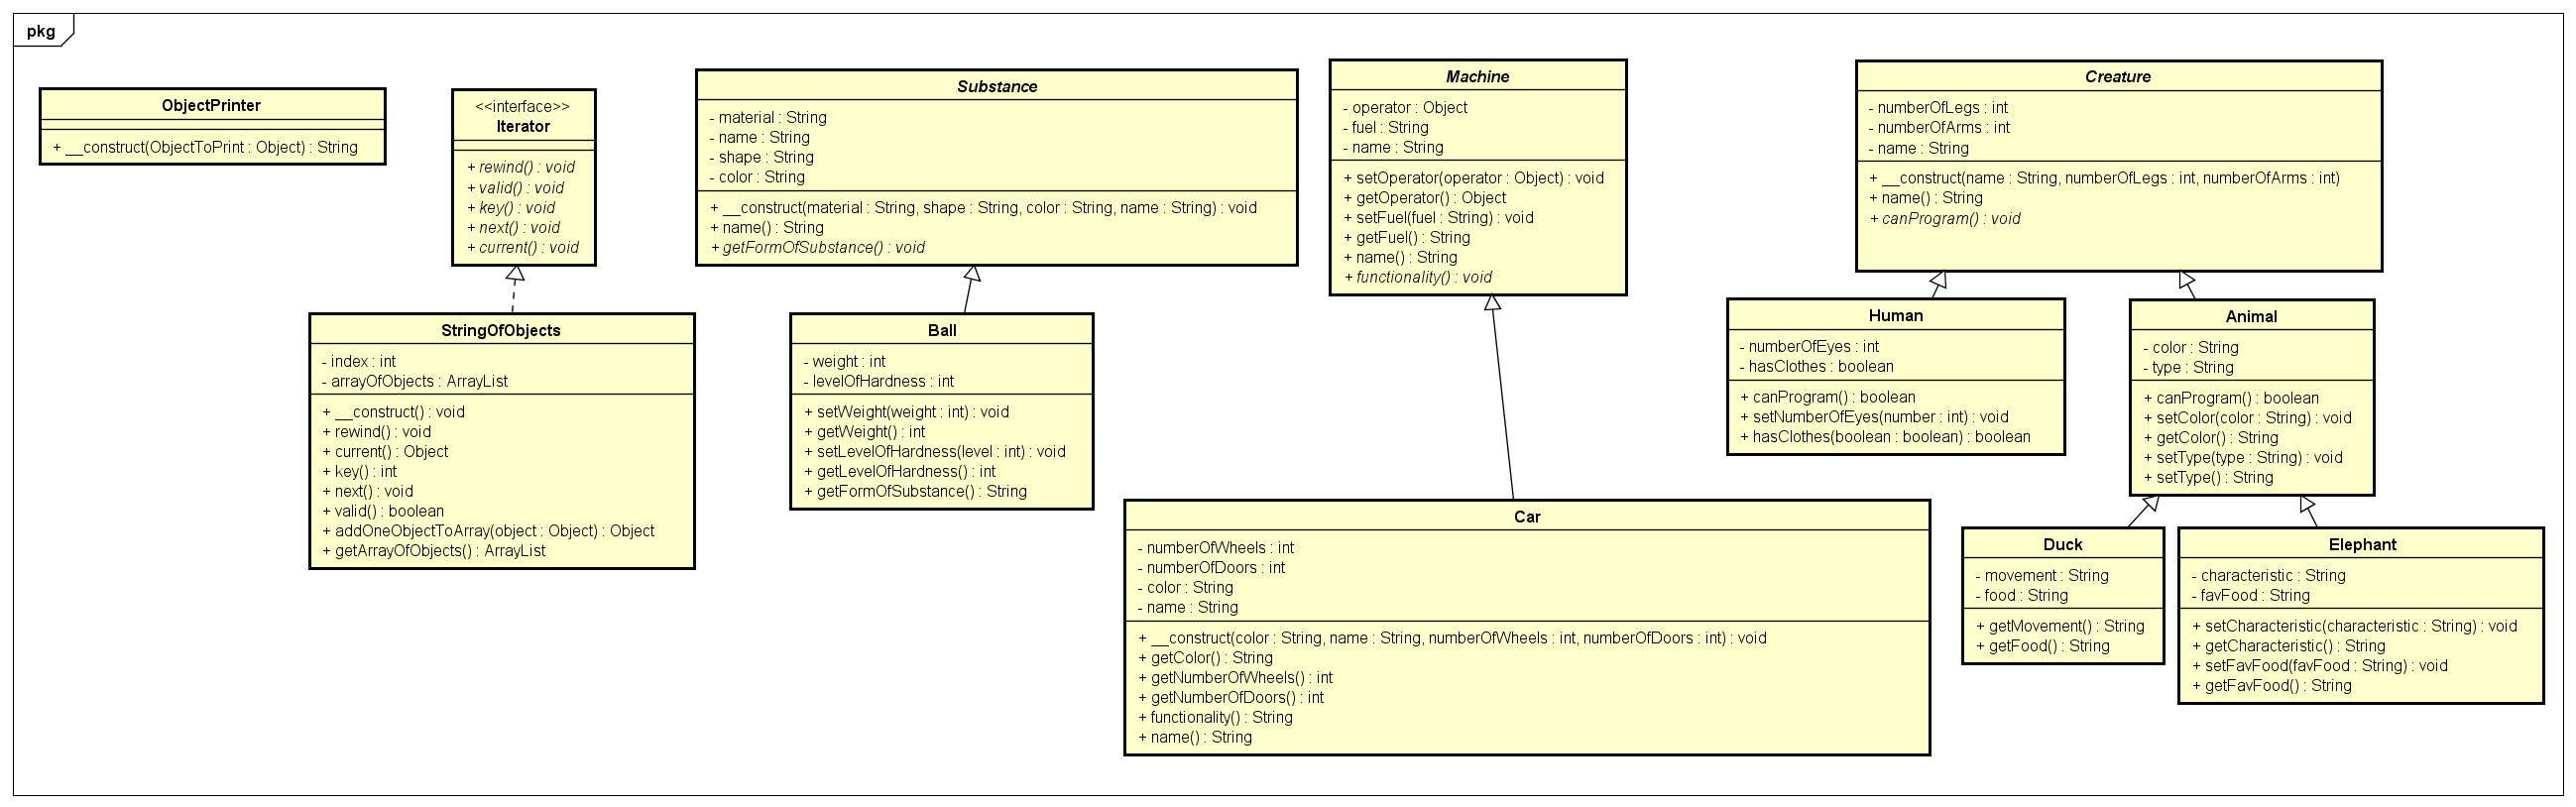 pkg
ObjectPrinter
+ __construct(ObjectToPrint : Object) : String
<<interface>>
Iterator
+ rewind() : void
+ valid() : void
+ key() : void
+ next() : void
+ current() : void
Substance
- material : String
- name : String
- shape : String
- color : String
+ __construct(material : String, shape : String, color : String, name : String) : void
+ name() : String
+ getFormOfSubstance() : void
Machine
- operator : Object
- fuel : String
- name : String
+ setOperator(operator : Object) : void
+ getOperator() : Object
+ setFuel(fuel : String) : void
+ getFuel() : String
+ name() : String
+ functionality() : void
Creature
- numberOfLegs : int
- numberOfArms : int
- name : String
+ __construct(name : String, numberOfLegs : int, numberOfArms : int)
+ name() : String
+ canProgram() : void
StringOfObjects
- index : int
- arrayOfObjects : ArrayList
+ __construct() : void
+ rewind() : void
+ current() : Object
+ key() : int
+ next() : void
+ valid() : boolean
+ addOneObjectToArray(object : Object) : Object
+ getArrayOfObjects() : ArrayList
Ball
- weight : int
- levelOfHardness : int
+ setWeight(weight : int) : void
+ getWeight() : int
+ setLevelOfHardness(level : int) : void
+ getLevelOfHardness() : int
+ getFormOfSubstance() : String
Human
- numberOfEyes : int
- hasClothes : boolean
+ canProgram() : boolean
+ setNumberOfEyes(number : int) : void
+ hasClothes(boolean : boolean) : boolean
Animal
- color : String
- type : String
+ canProgram() : boolean
+ setColor(color : String) : void
+ getColor() : String
+ setType(type : String) : void
+ setType() : String
Car
- numberOfWheels : int
- numberOfDoors : int
- color : String
- name : String
+ __construct(color : String, name : String, numberOfWheels : int, numberOfDoors : int) : void
+ getColor() : String
+ getNumberOfWheels() : int
+ getNumberOfDoors() : int
+ functionality() : String
+ name() : String
Duck
- movement : String
- food : String
+ getMovement() : String
+ getFood() : String
Elephant
- characteristic : String
- favFood : String
+ setCharacteristic(characteristic : String) : void
+ getCharacteristic() : String
+ setFavFood(favFood : String) : void
+ getFavFood() : String